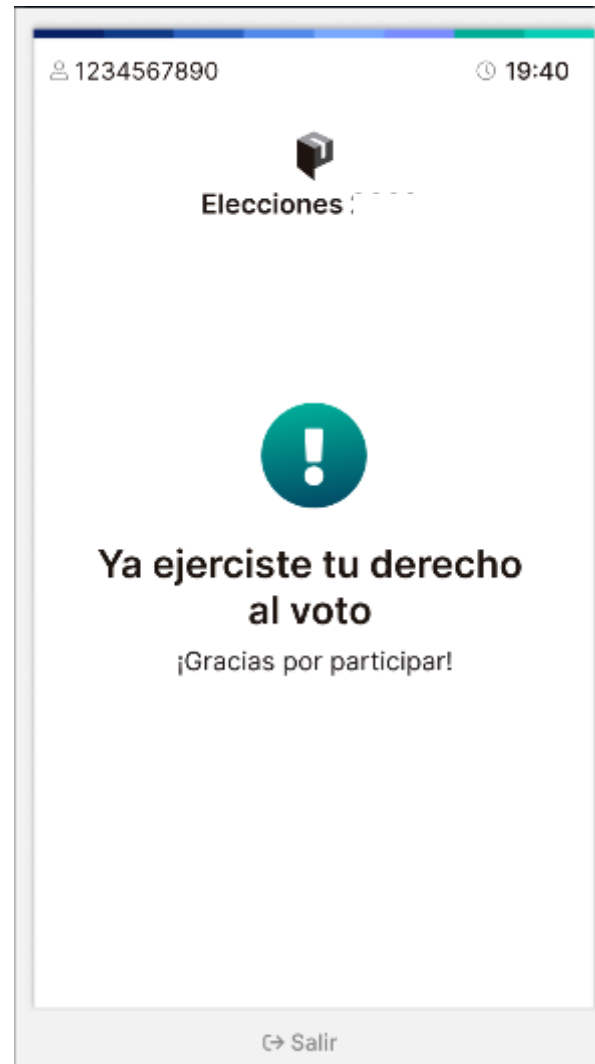 1234567890
19:40
Elecciones
Ya ejerciste tu derecho
al voto
¡Gracias por participar!
Salir